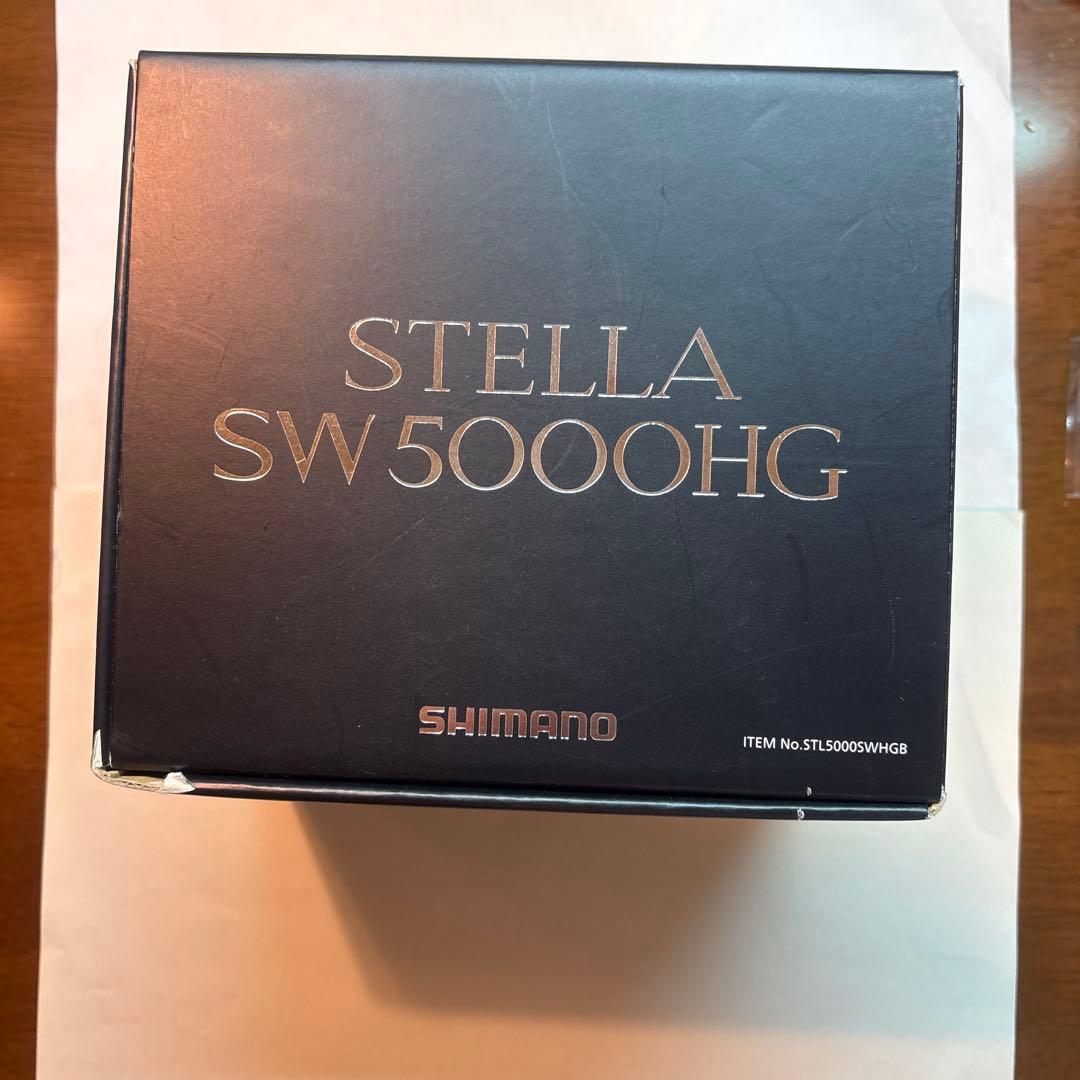 STELLA
SW 5000HG
SHIMANO
ITEM No.STL5000SWHGB